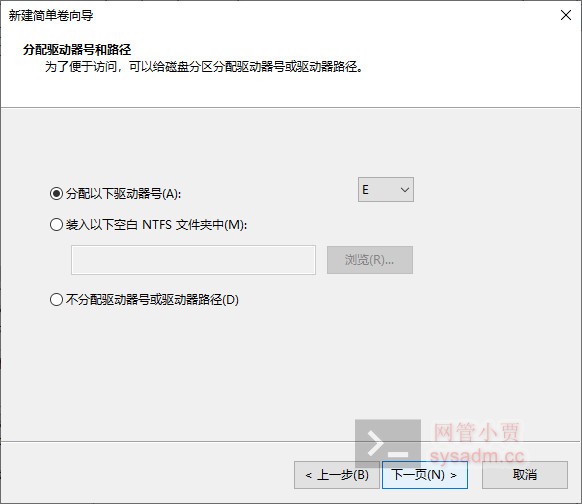 新建简单卷向导
分配驱动器号和路径
为了便于访问，可以给磁盘分区分配驱动器号或驱动器路径。
分配以下驱动器号(A):
E
装入以下空白 NTFS 文件夹中(M):
浏览(R)...
不分配驱动器号或驱动器路径(D)
网管小贾
sysadm.cc
< 上一步(B)
下一页(N) >
取消